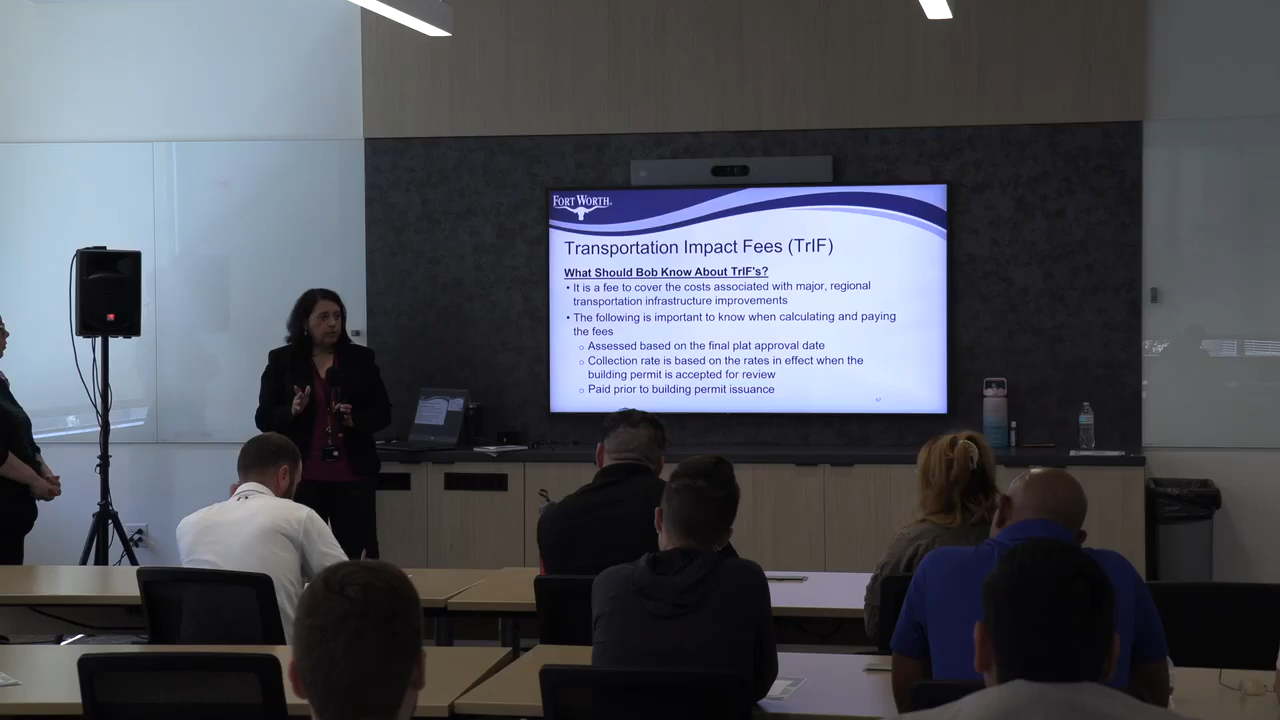 FORT WORTH
Transportation Impact Fees (TrIF)
What Should Bob Know About TrIF's?
• It is a fee to cover the costs associated with major, regional
transportation infrastructure improvements
• The following is important to know when calculating and paying
the fees
○ Assessed based on the final plat approval date
○ Collection rate is based on the rates in effect when the
building permit is accepted for review
○ Paid prior to building permit issuance